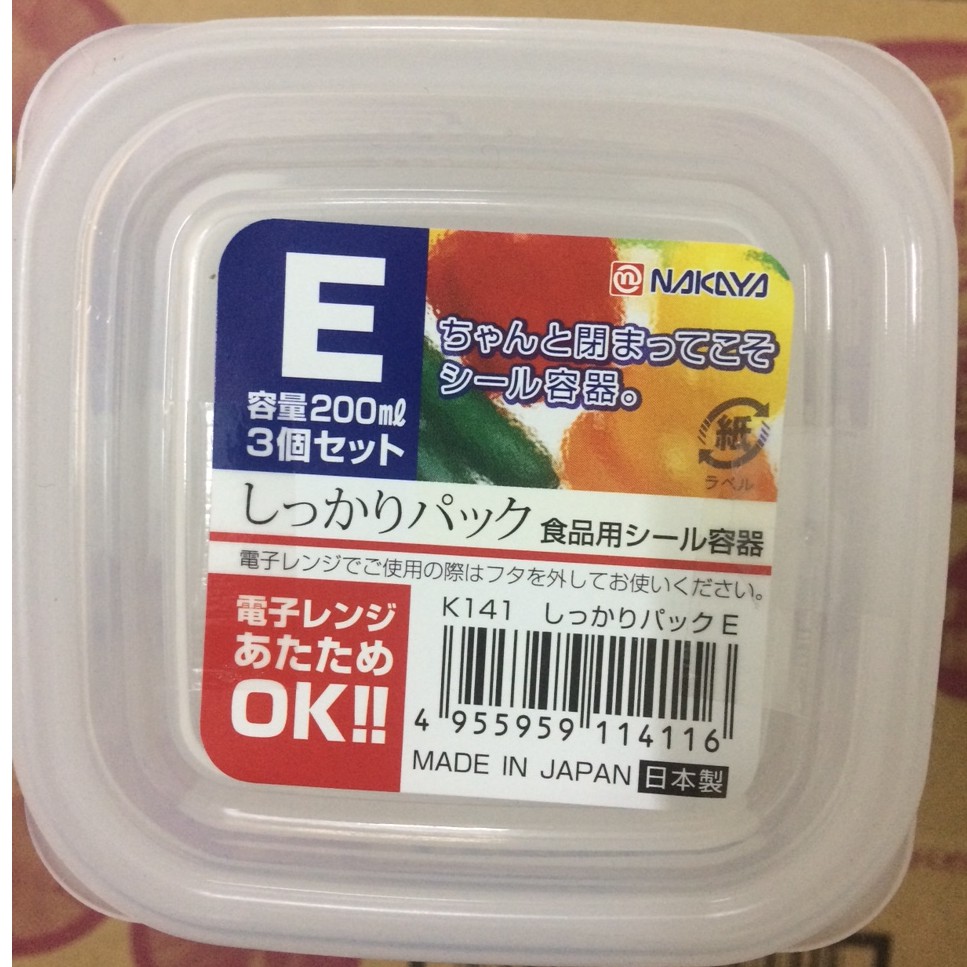 E
容量200㎖
3個セット
NAKAYA
ちゃんと閉まってこそ
シール容器。
紙
ラベル
しっかりパック 食品用シール容器
電子レンジでご使用の際はフタを外してお使いください。
電子レンジ
あたため
OK!!
K141 しっかりパックE
4 955959 114116
MADE IN JAPAN 日本製